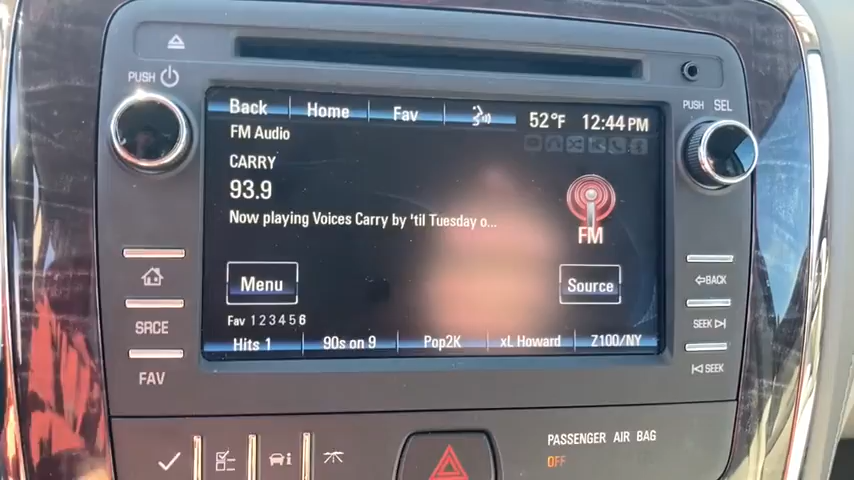 PUSH
PUSH SEL
Back Home Fav 52°F 12:44 PM
FM Audio
CARRY
93.9
Now playing Voices Carry by 'til Tuesday o...
FM
Menu Source
Fav 1 2 3 4 5 6
Hits 1 90s on 9 Pop2K xL Howard Z100/NY
SRCE
FAV
BACK
SEEK
SEEK
PASSENGER AIR BAG
OFF